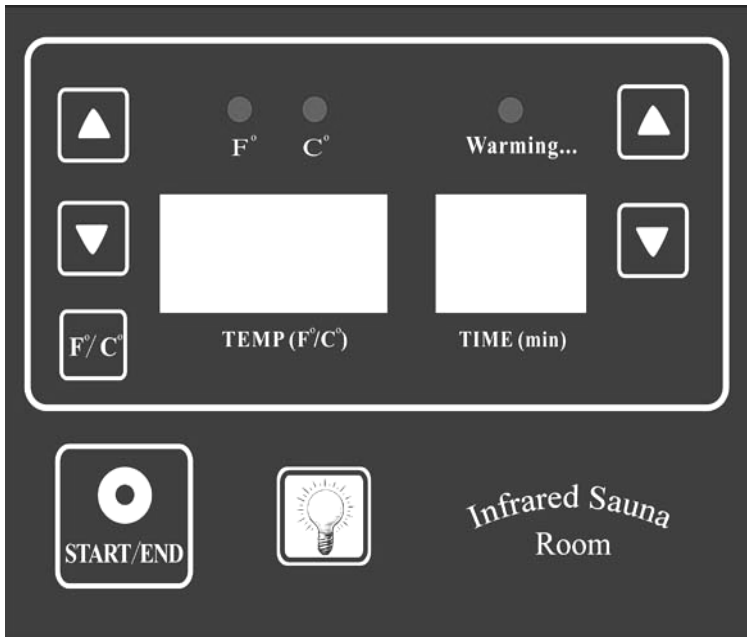 F° C° Warming...
TEMP (F°/C°) TIME (min)
F°/C°
START/END
Infrared Sauna
Room